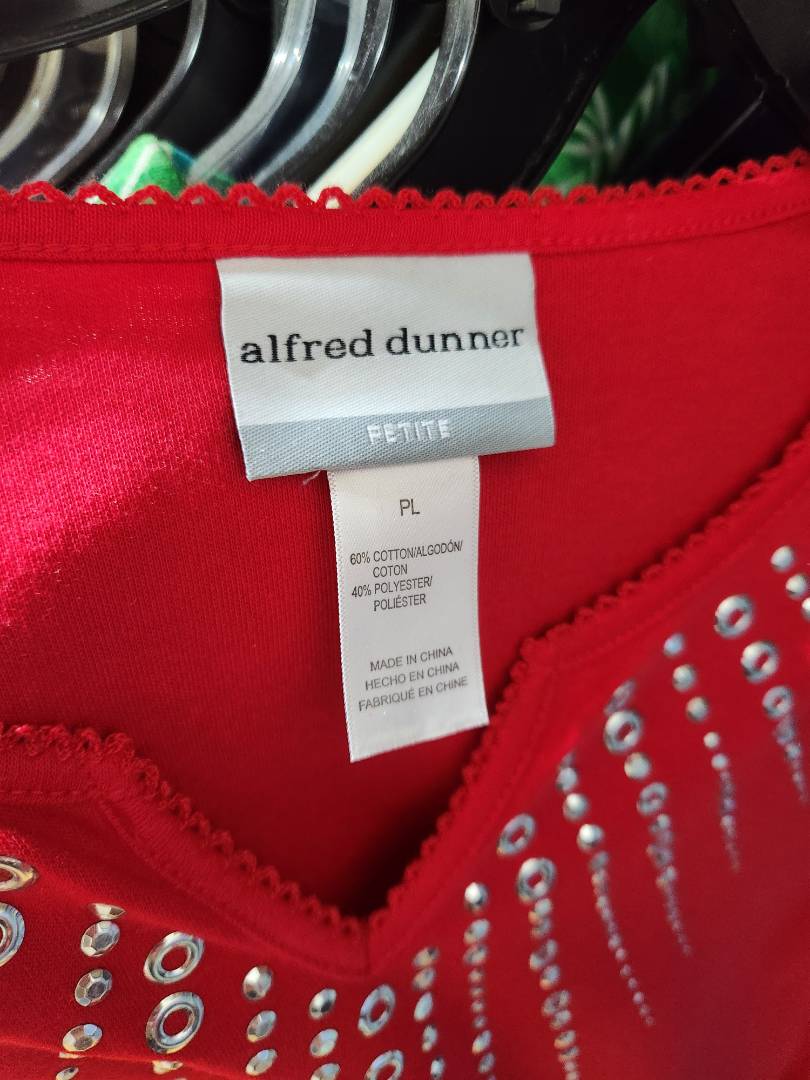 alfred dunner
PETITE
PL
60% COTTON/ALGODÓN/
COTON
40% POLYESTER/
POLIÉSTER
MADE IN CHINA
HECHO EN CHINA
FABRIQUÉ EN CHINE